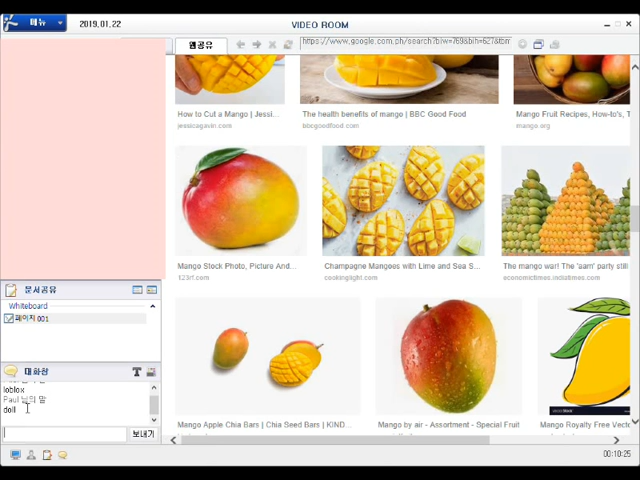 메뉴
2019,01,22
VIDEO ROOM
웹공유
https://www.google.com.ph/search?biw=769&bih=627&tbm
How to Cut a Mango | Jessi...
jessicagavin.com
The health benefits of mango | BBC Good Food
bbcgoodfood.com
Mango Fruit Recipes, How-to's, T
mango.org
Mango Stock Photo, Picture And...
123rf.com
Champagne Mangoes with Lime and Sea S...
cookinglight.com
The mango war! The 'aam' party still
economictimes.indiatimes.com
Mango Apple Chia Bars | Chia Seed Bars | KIND...
Mango by air - Assortment - Special Fruit
Mango Royalty Free Vecto
문서공유
Whiteboard
페이지 001
대화창
loblox
Paul 님의 말
doll
보내기
00:10:25